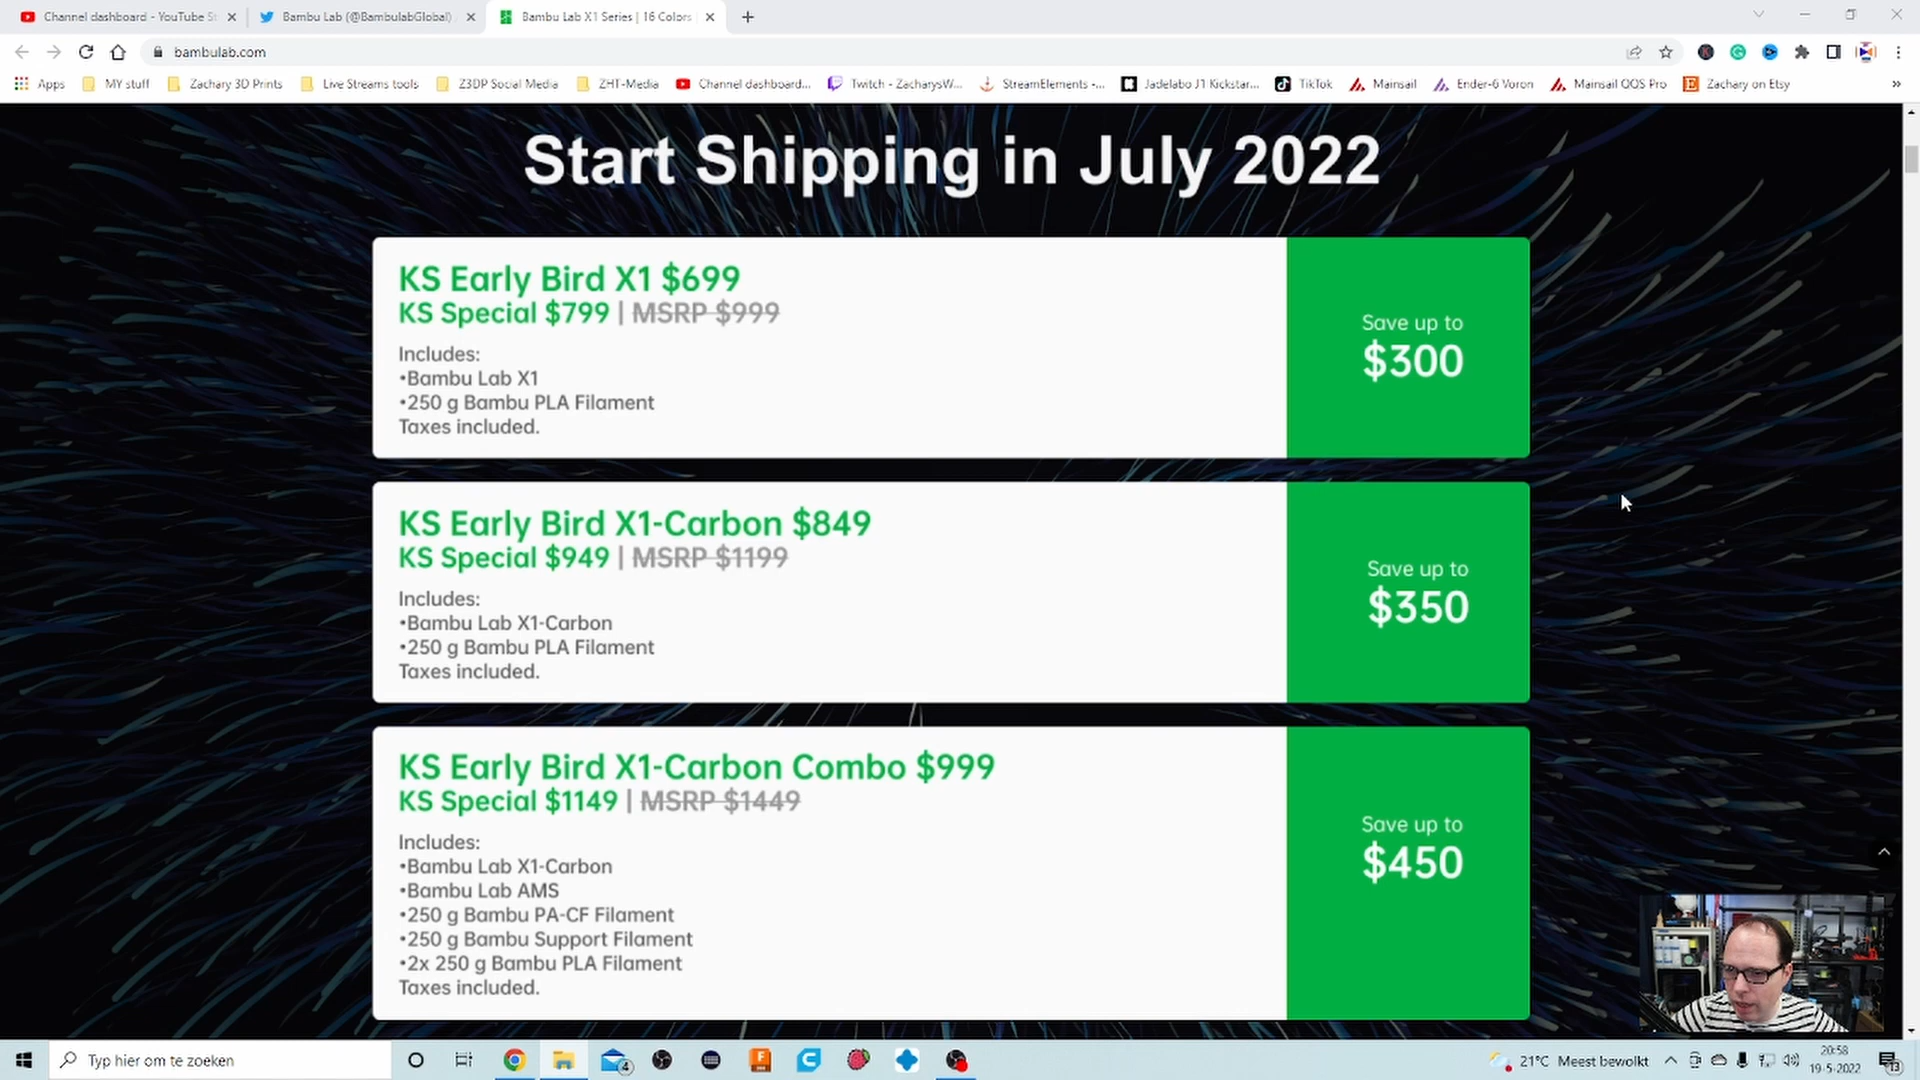 Channel dashboard - YouTube S
Bambu Lab (@BambulabGlobal)
Bambu Lab X1 Series | 16 Colors
bambulab.com
Apps
MY stuff
Zachary 3D Prints
Live Streams tools
Z3DP Social Media
ZHT-Media
Channel dashboard...
Twitch - ZacharysW...
StreamElements -...
Jadelabo J1 Kickstar...
TikTok
Mainsail
Ender-6 Voron
Mainsail QQS Pro
Zachary on Etsy
Start Shipping in July 2022
KS Early Bird X1 $699
KS Special $799 | MSRP $999
Includes:
•Bambu Lab X1
•250 g Bambu PLA Filament
Taxes included.
Save up to
$300
KS Early Bird X1-Carbon $849
KS Special $949 | MSRP $1199
Includes:
•Bambu Lab X1-Carbon
•250 g Bambu PLA Filament
Taxes included.
Save up to
$350
KS Early Bird X1-Carbon Combo $999
KS Special $1149 | MSRP $1449
Includes:
•Bambu Lab X1-Carbon
•Bambu Lab AMS
•250 g Bambu PA-CF Filament
•250 g Bambu Support Filament
•2x 250 g Bambu PLA Filament
Taxes included.
Save up to
$450
Typ hier om te zoeken
4
21°C Meest bewolkt
20:58
19-5-2022
13